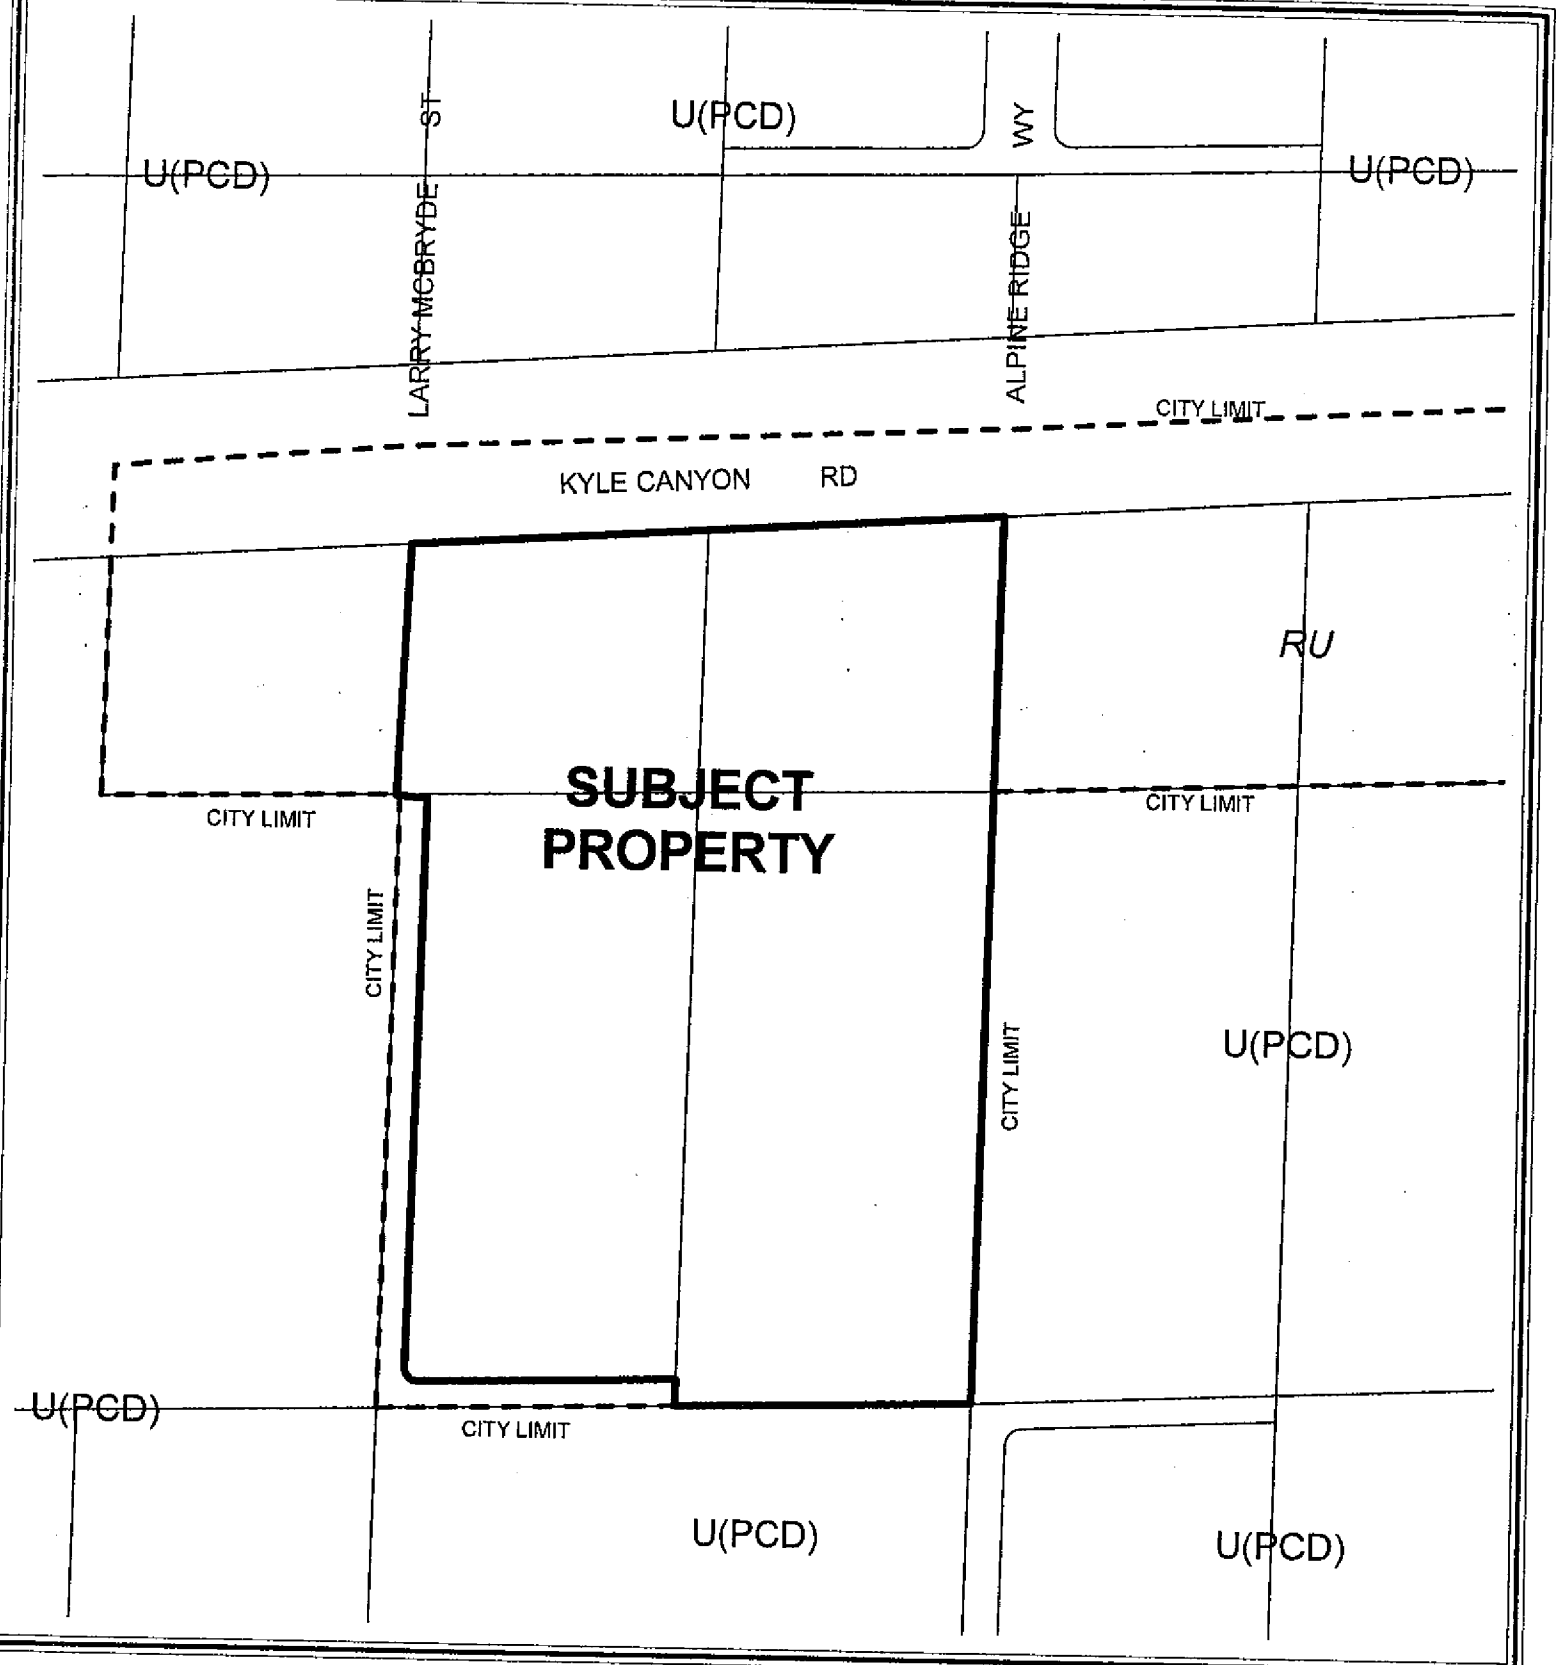 U(PCD)
LARRY MCBRYDE ST
U(PCD)
ALPINE RIDGE WY
U(PCD)
CITY LIMIT
KYLE CANYON RD
RU
SUBJECT
PROPERTY
CITY LIMIT
CITY LIMIT
CITY LIMIT
CITY LIMIT
U(PCD)
U(PCD)
CITY LIMIT
U(PCD)
U(PCD)